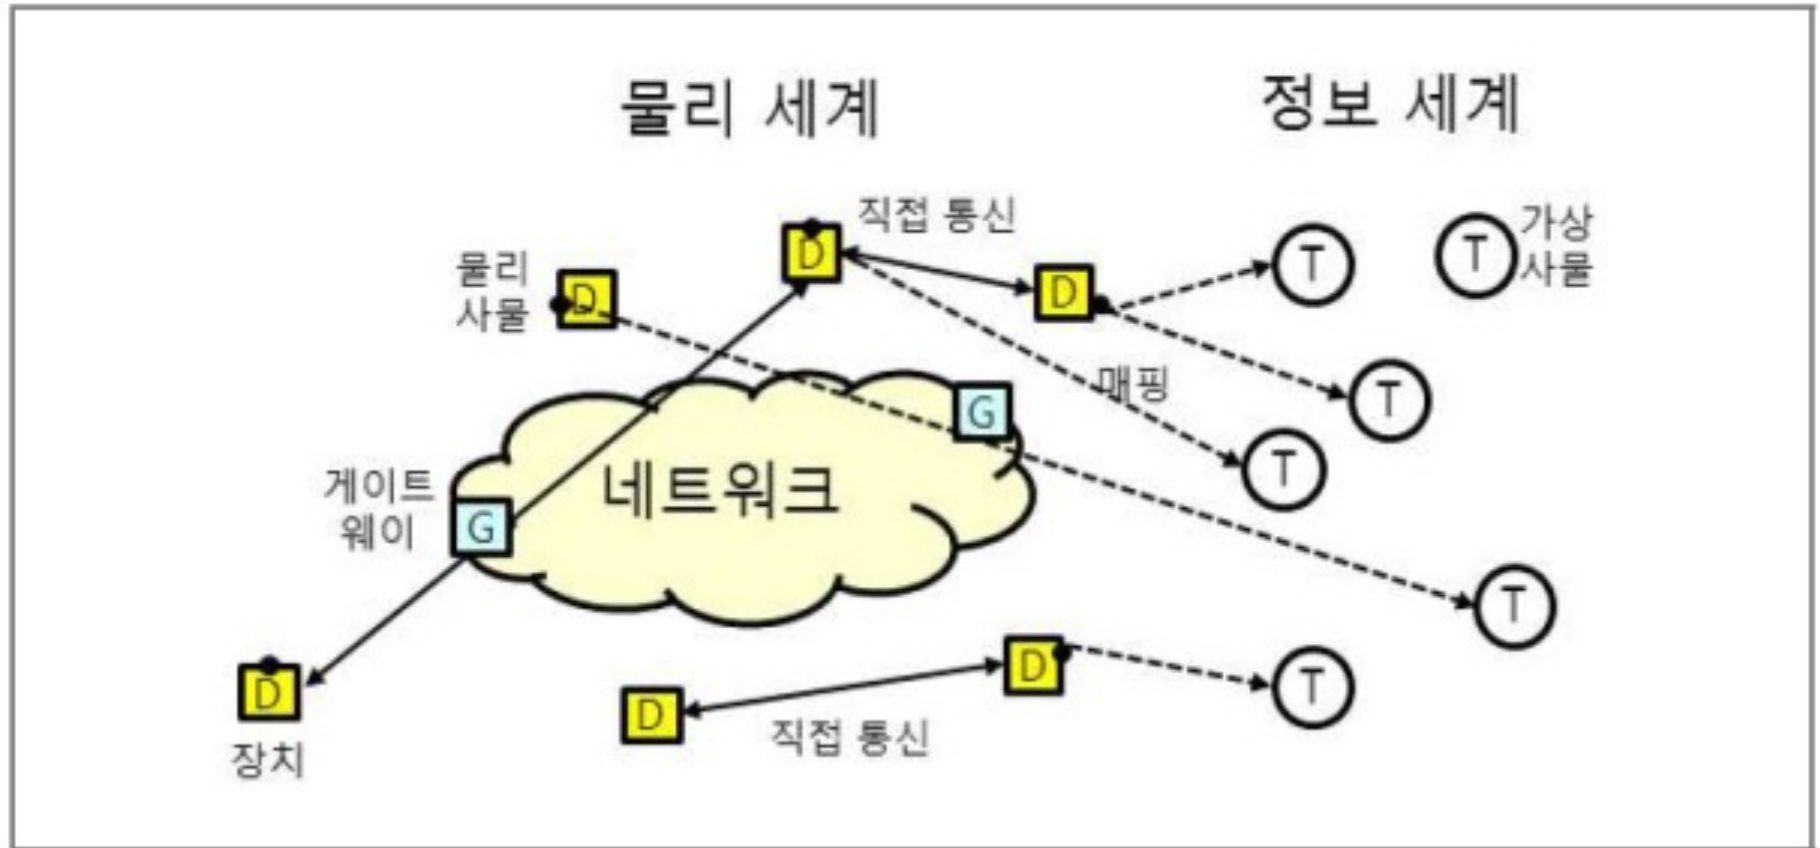 물리 세계
정보 세계
직접 통신
D
물리
사물
D
D
T
T
가상
사물
매핑
T
G
T
게이트
웨이
G
네트워크
T
D
D
T
직접 통신
D
장치